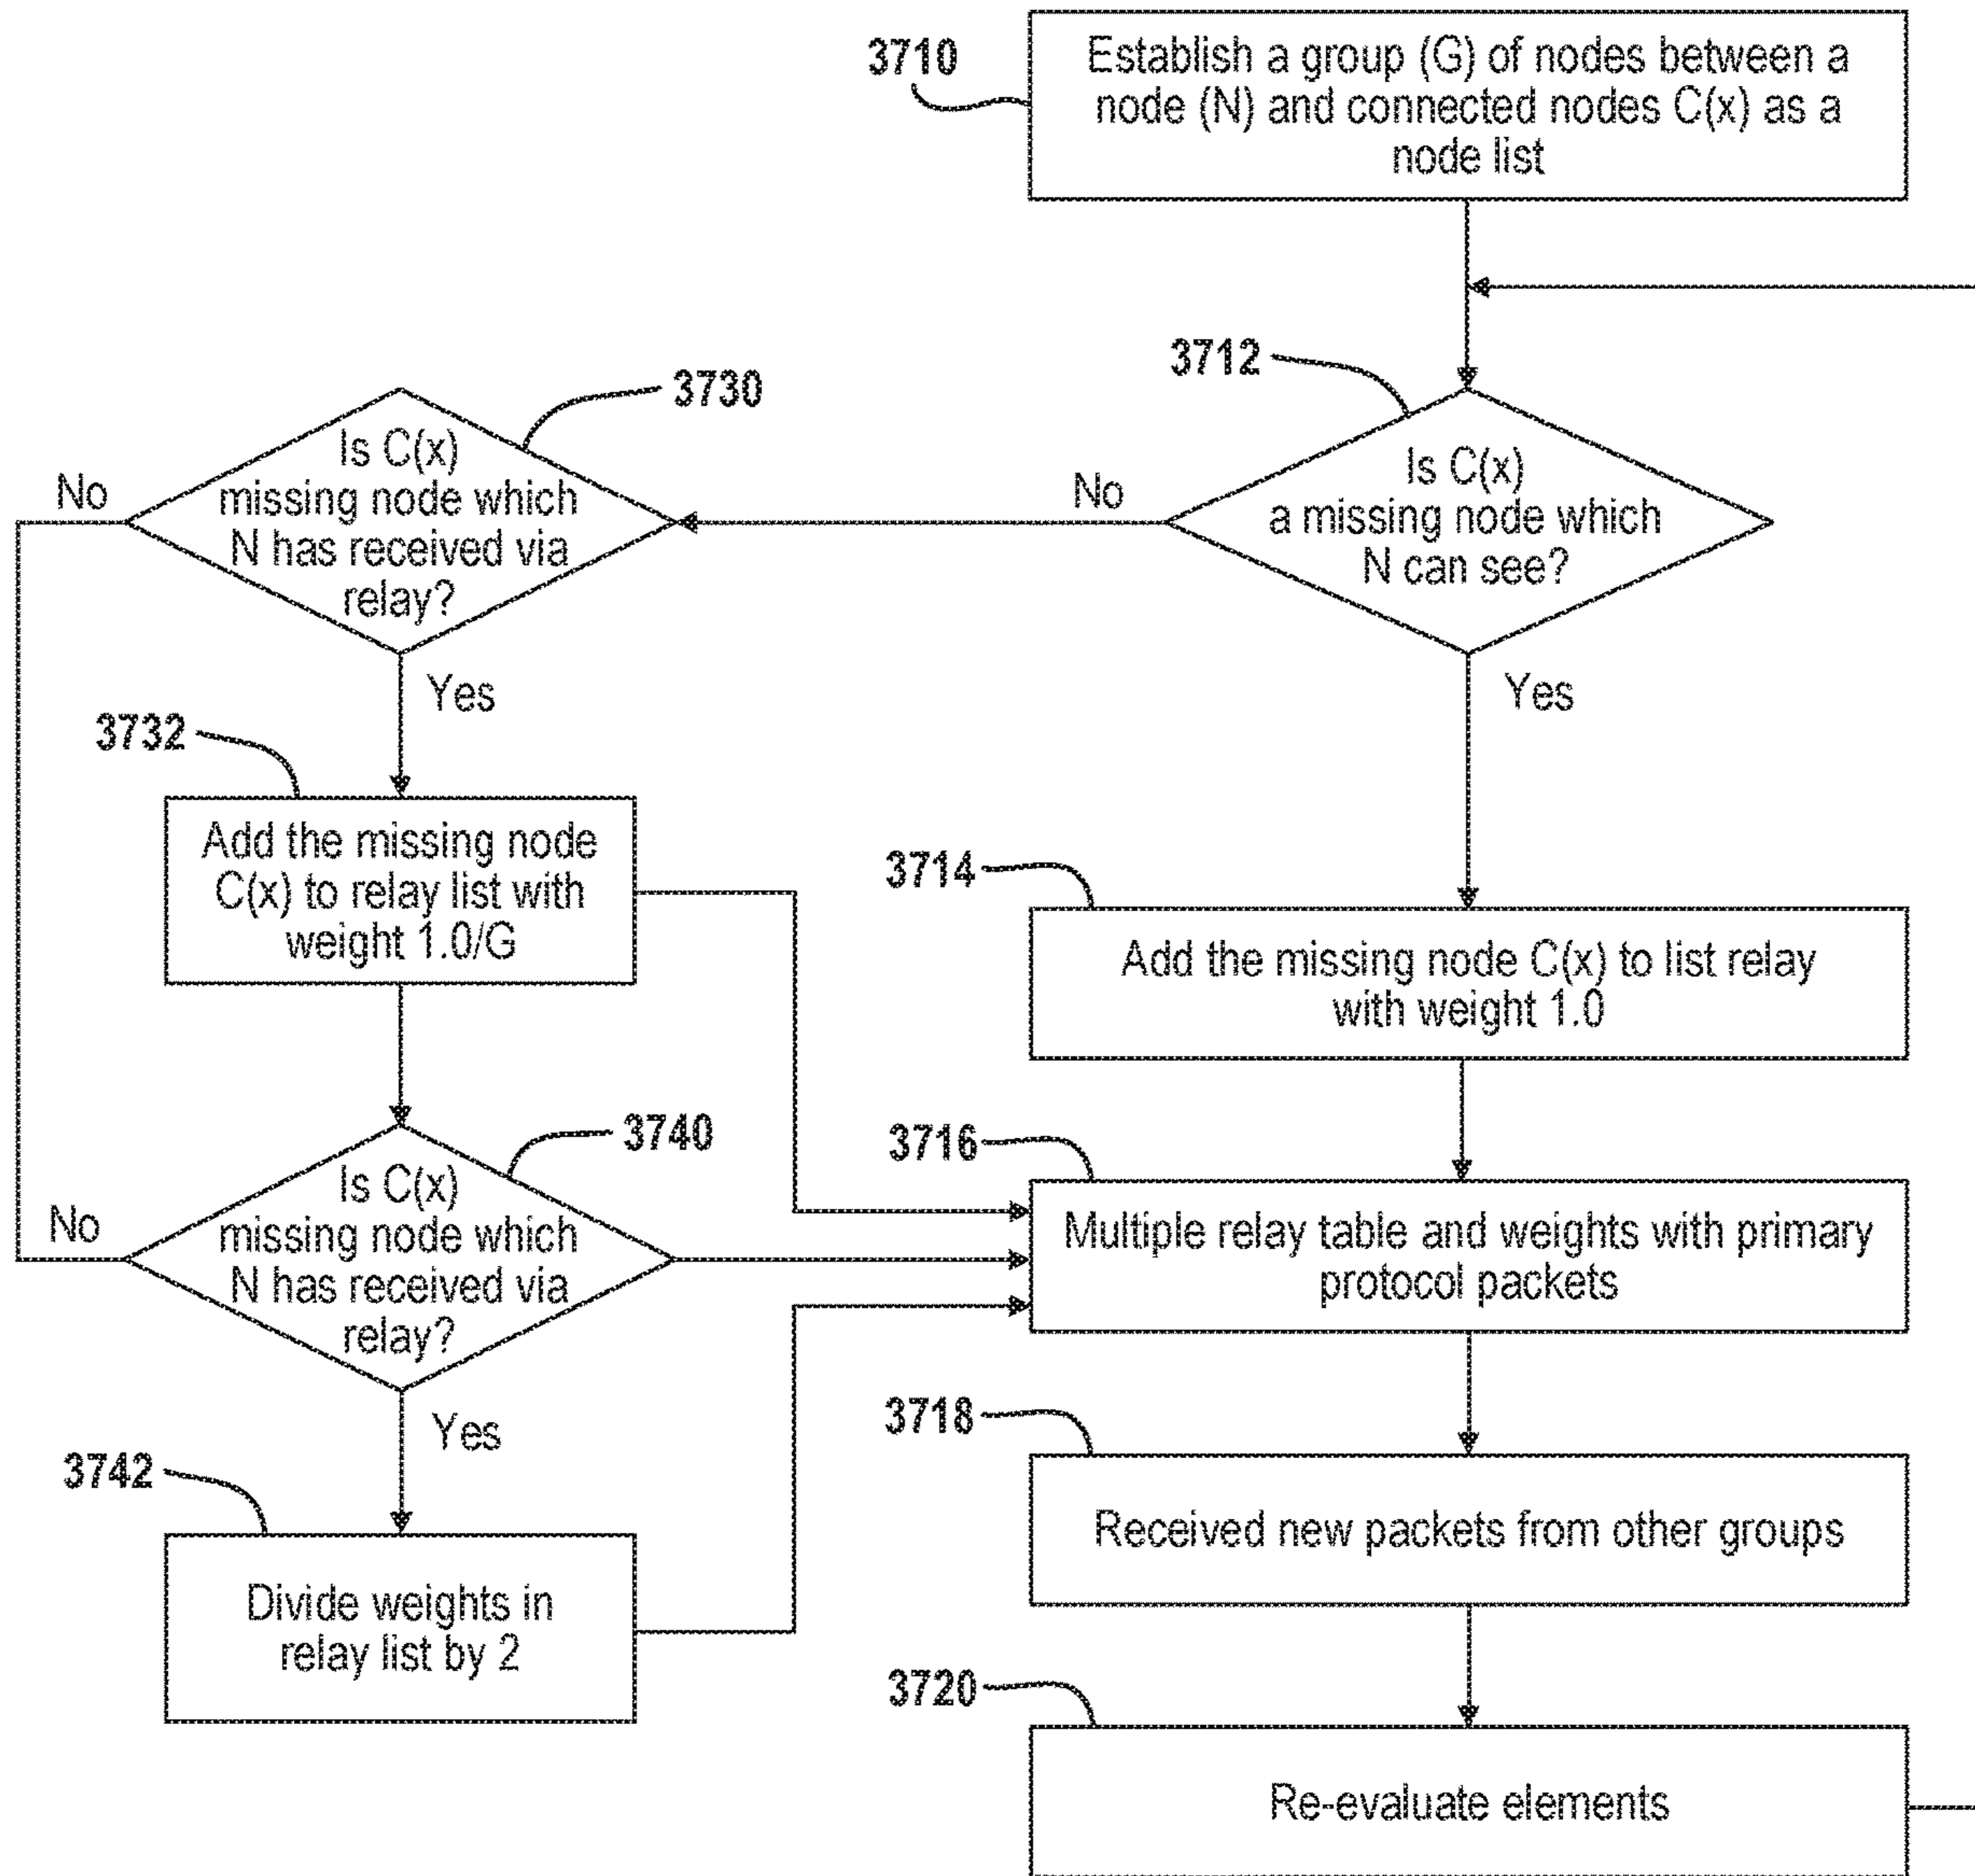 3710
Establish a group (G) of nodes between a
node (N) and connected nodes C(x) as a
node list
3712
Is C(x)
a missing node which
N can see?
No
Yes
3730
Is C(x)
missing node which
N has received via
relay?
No
Yes
3732
Add the missing node
C(x) to relay list with
weight 1.0/G
3714
Add the missing node C(x) to list relay
with weight 1.0
3740
Is C(x)
missing node which
N has received via
relay?
No
Yes
3716
Multiple relay table and weights with primary
protocol packets
3742
Divide weights in
relay list by 2
3718
Received new packets from other groups
3720
Re-evaluate elements